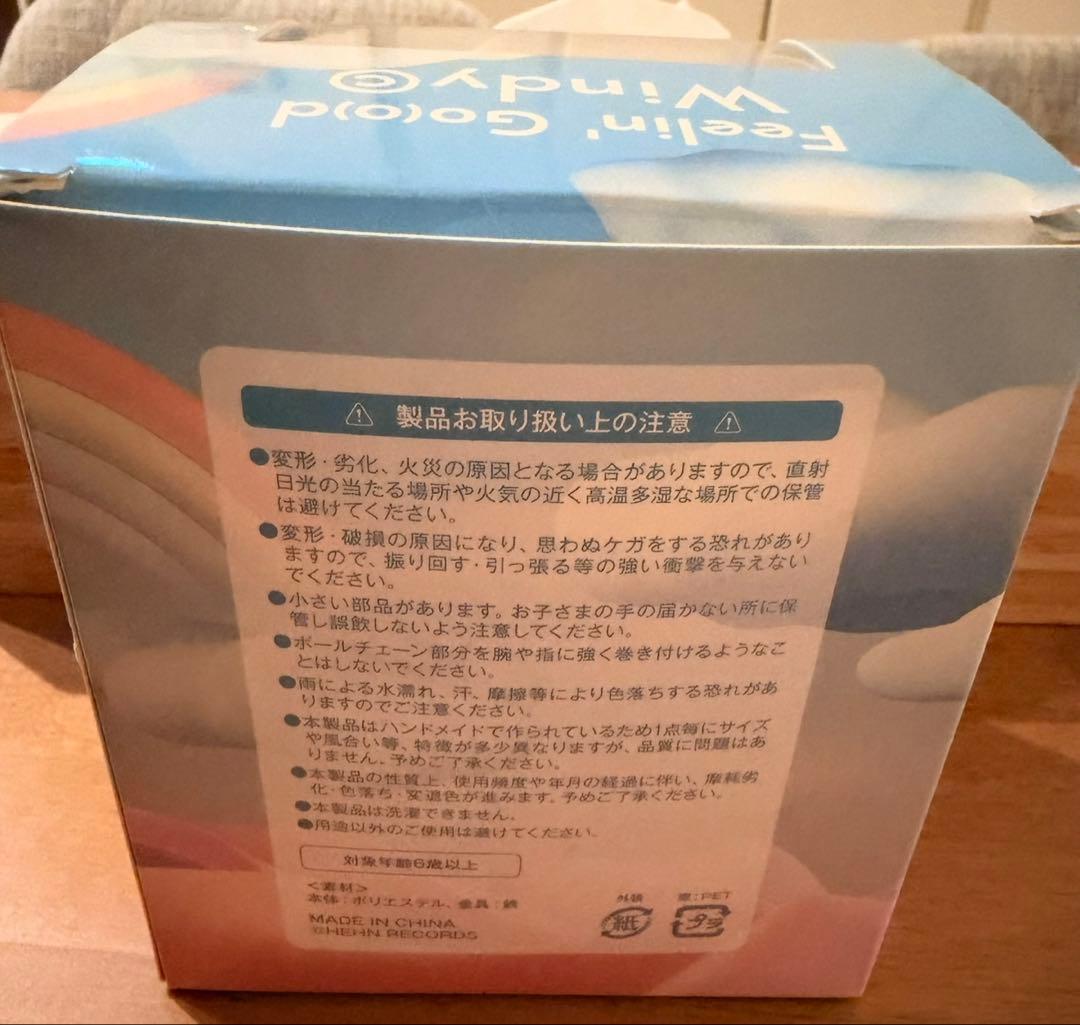 Feelin' Go(o)d
Windy©
製品お取り扱い上の注意
●変形・劣化、火災の原因となる場合がありますので、直射
日光の当たる場所や火気の近く高温多湿な場所での保管
は避けてください。
●変形・破損の原因になり、思わぬケガをする恐れがあり
ますので、振り回す・引っ張る等の強い衝撃を与えない
でください。
●小さい部品があります。お子さまの手の届かない所に保
管し誤飲しないよう注意してください。
●ボールチェーン部分を腕や指に強く巻き付けるようなこ
とはしないでください。
●雨による水濡れ、汗、摩擦等により色落ちする恐れがあ
りますのでご注意ください。
●本製品はハンドメイドで作られているため1点毎にサイズ
や風合い等、特徴が多少異なりますが、品質に問題はあ
りません。予めご了承ください。
●本製品の性質上、使用頻度や年月の経過に伴い、摩耗劣
化・色落ち・変退色が進みます。予めご了承ください。
●本製品は洗濯できません。
●用途以外のご使用は避けてください。
対象年齢6歳以上
<素材>
本体：ポリエステル、金具：鉄
MADE IN CHINA
©HEHN RECORDS
外装
紙
窓：PET
プラ